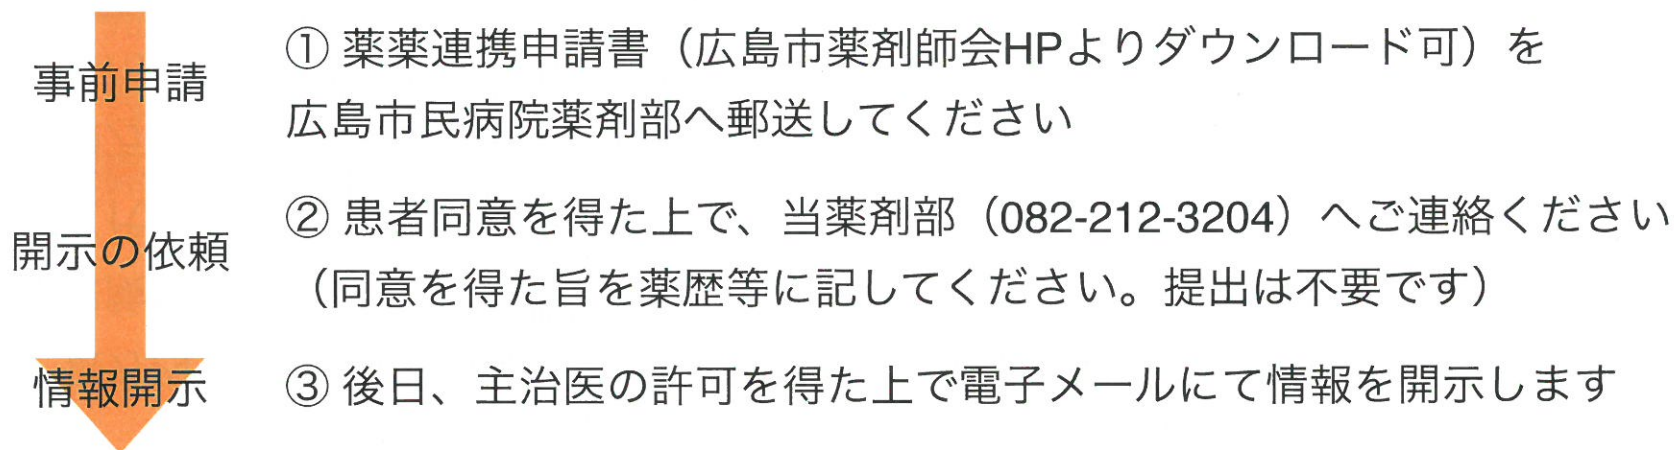 事前申請
① 薬薬連携申請書（広島市薬剤師会HPよりダウンロード可）を
広島市民病院薬剤部へ郵送してください
開示の依頼
② 患者同意を得た上で、当薬剤部（082-212-3204）へご連絡ください
（同意を得た旨を薬歴等に記してください。提出は不要です）
情報開示
③ 後日、主治医の許可を得た上で電子メールにて情報を開示します